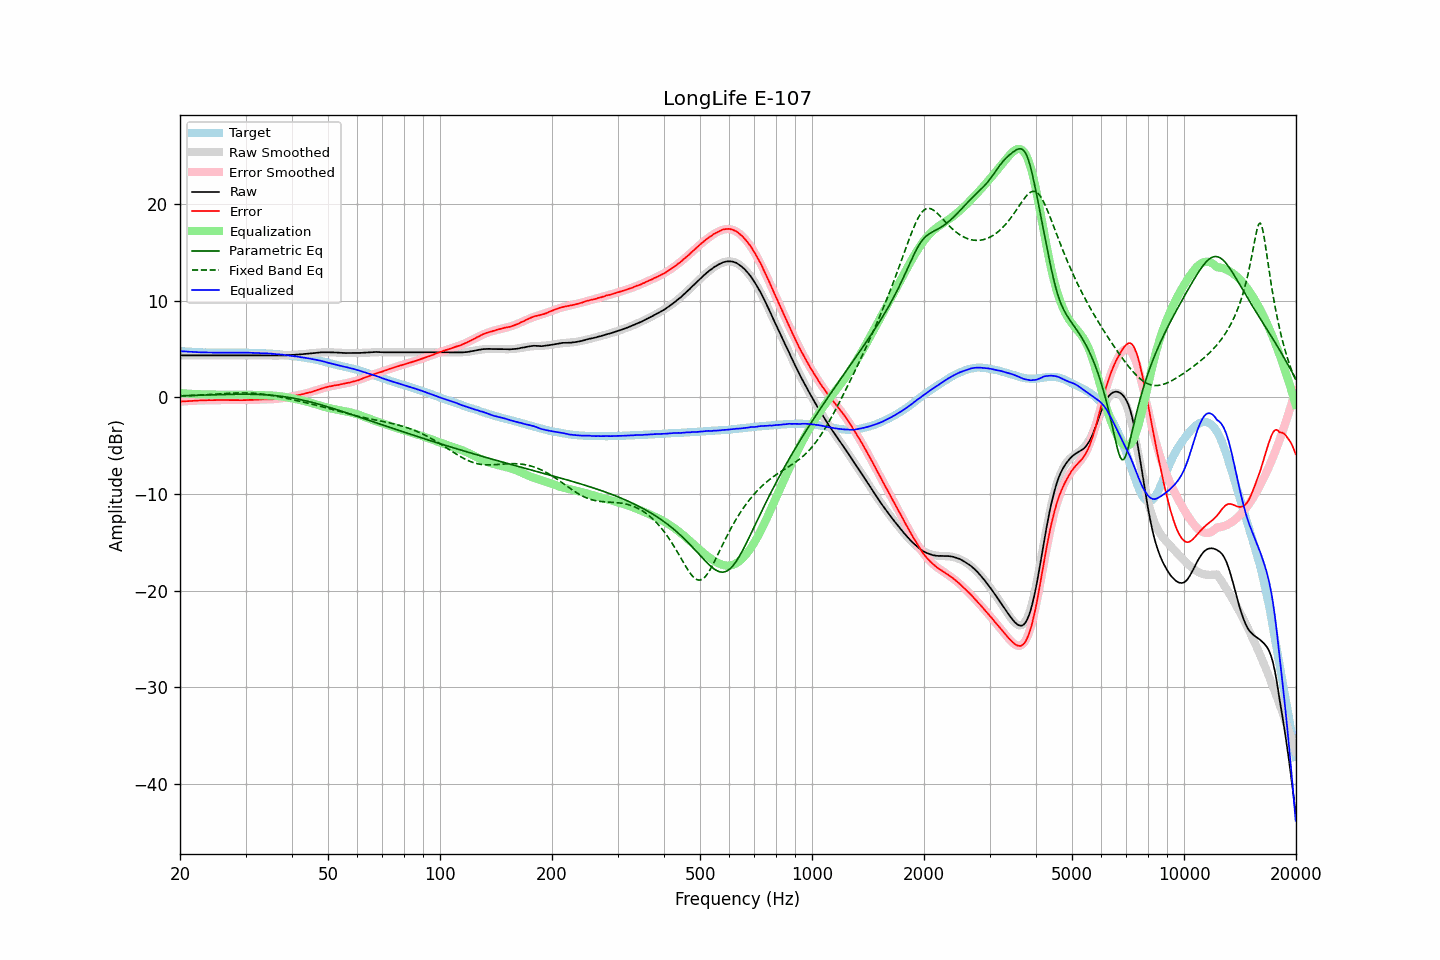 LongLife E-107
Target
Raw Smoothed
Error Smoothed
Raw
Error
Equalization
Parametric Eq
Fixed Band Eq
Equalized
Amplitude (dBr)
20
10
0
−10
−20
−30
−40
20 50 100 200 500 1000 2000 5000 10000 20000
Frequency (Hz)